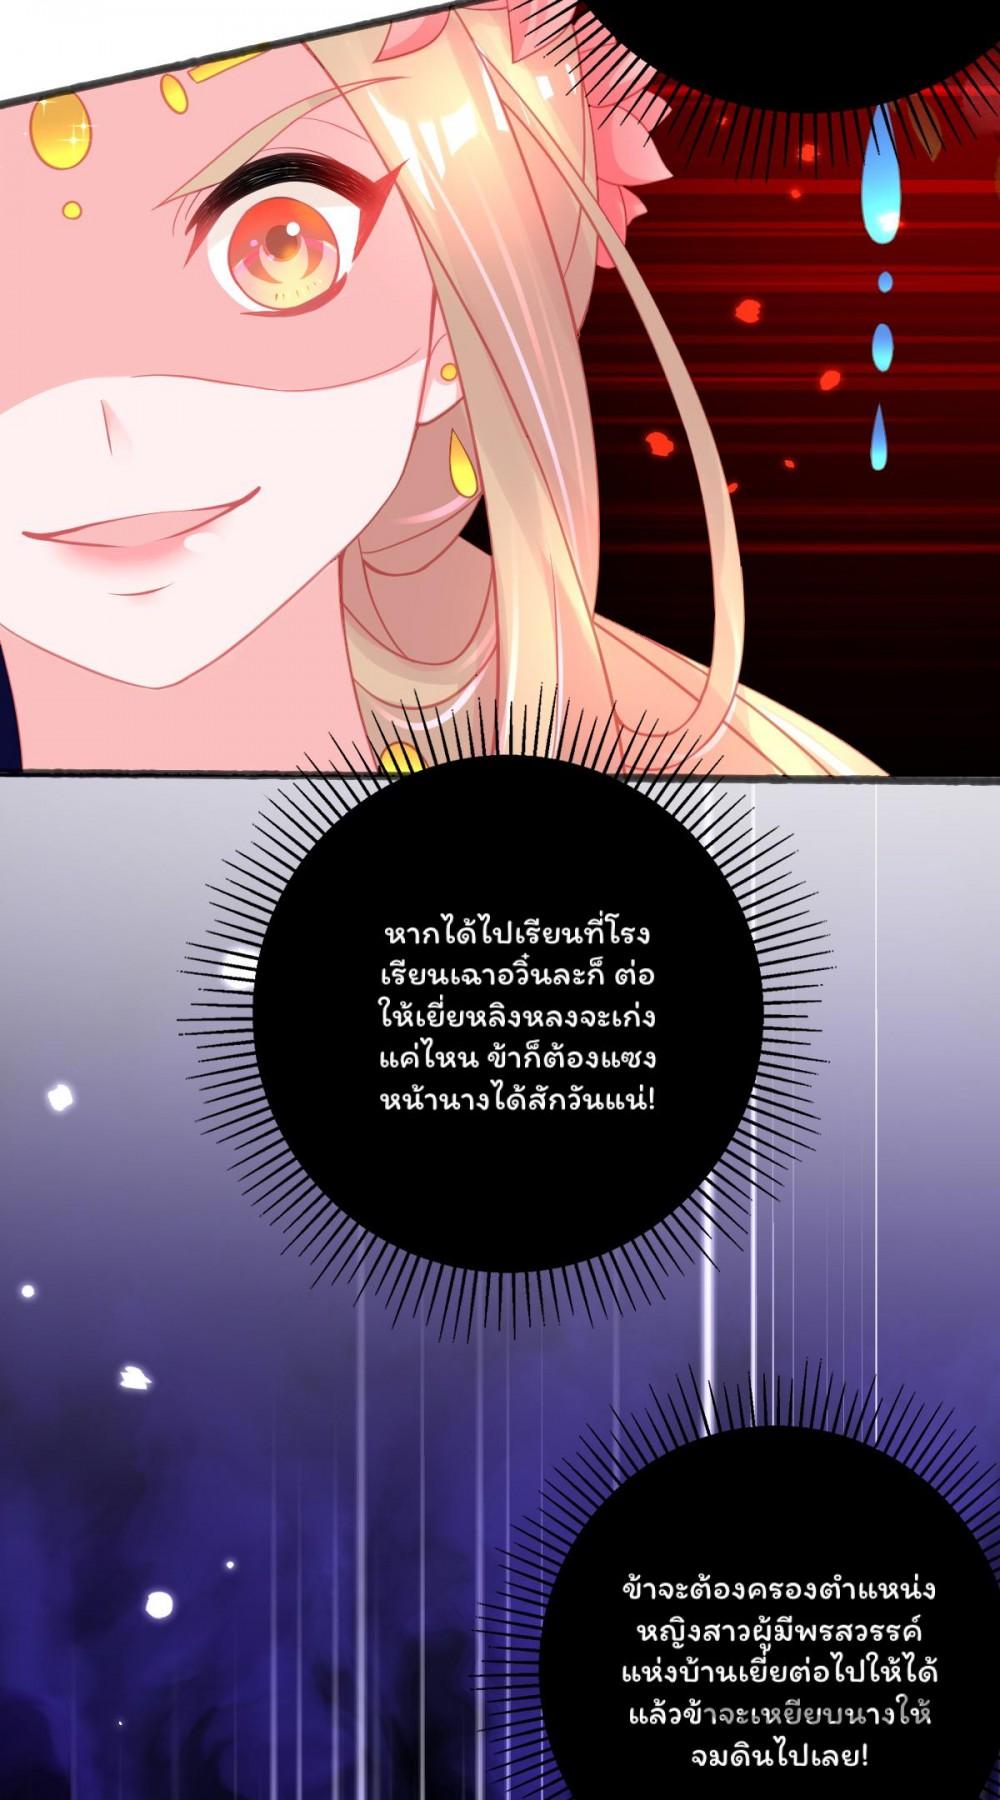 หากได้ไปเรียนที่โรง
เรียนเฉาอวิ๋นละก็ ต่อ
ให้เยี่ยหลิงหลงจะเก่ง
แค่ไหน ข้าก็ต้องแซง
หน้านางได้สักวันแน่!
ข้าจะต้องครองตำแหน่ง
หญิงสาวผู้มีพรสวรรค์
แห่งบ้านเยี่ยต่อไปให้ได้
แล้วข้าจะเหยียบนางให้
จมดินไปเลย!